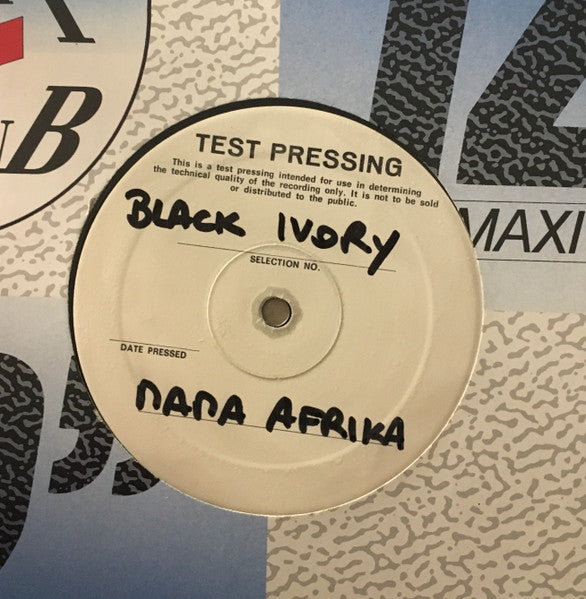 TEST PRESSING
This is a test pressing intended for use in determining
the technical quality of the recording only. It is not to be sold
or distributed to the public.
BLACK IVORY
SELECTION NO.
DATE PRESSED
MAMA AFRIKA
MAXI
B